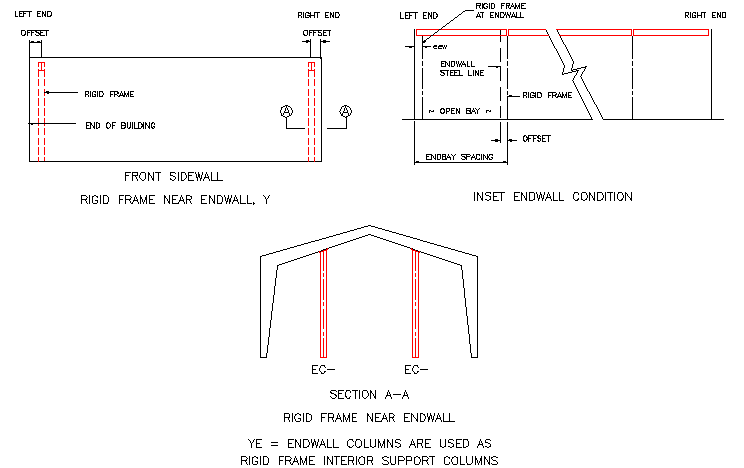 LEFT END
RIGHT END
OFFSET
OFFSET
RIGID FRAME
END OF BUILDING
A
A
FRONT SIDEWALL
RIGID FRAME NEAR ENDWALL, Y
RIGID FRAME
AT ENDWALL
LEFT END
RIGHT END
eew
ENDWALL
STEEL LINE
RIGID FRAME
~ OPEN BAY ~
OFFSET
ENDBAY SPACING
INSET ENDWALL CONDITION
EC-
EC-
SECTION A-A
RIGID FRAME NEAR ENDWALL
YE = ENDWALL COLUMNS ARE USED AS
RIGID FRAME INTERIOR SUPPORT COLUMNS